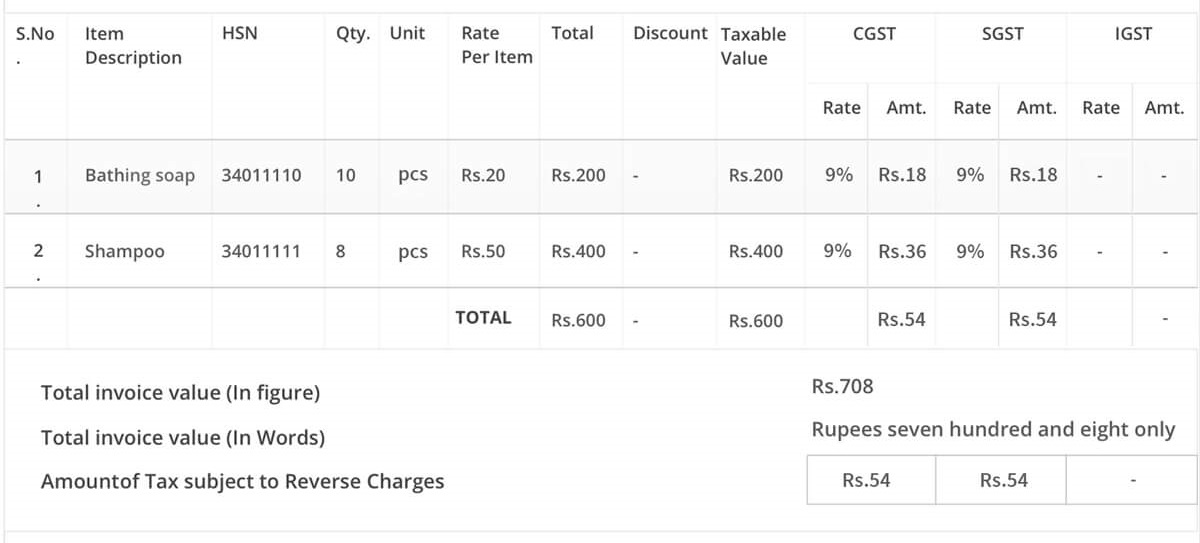 S.No Item HSN Qty. Unit Rate Total Discount Taxable CGST SGST IGST
. Description Per Item Value
Rate Amt. Rate Amt. Rate Amt.
1 Bathing soap 34011110 10 pcs Rs.20 Rs.200 - Rs.200 9% Rs.18 9% Rs.18 - -
.
2 Shampoo 34011111 8 pcs Rs.50 Rs.400 - Rs.400 9% Rs.36 9% Rs.36 - -
.
TOTAL Rs.600 - Rs.600 Rs.54 Rs.54 -
Total invoice value (In figure) Rs.708
Total invoice value (In Words) Rupees seven hundred and eight only
Amountof Tax subject to Reverse Charges Rs.54 Rs.54 -